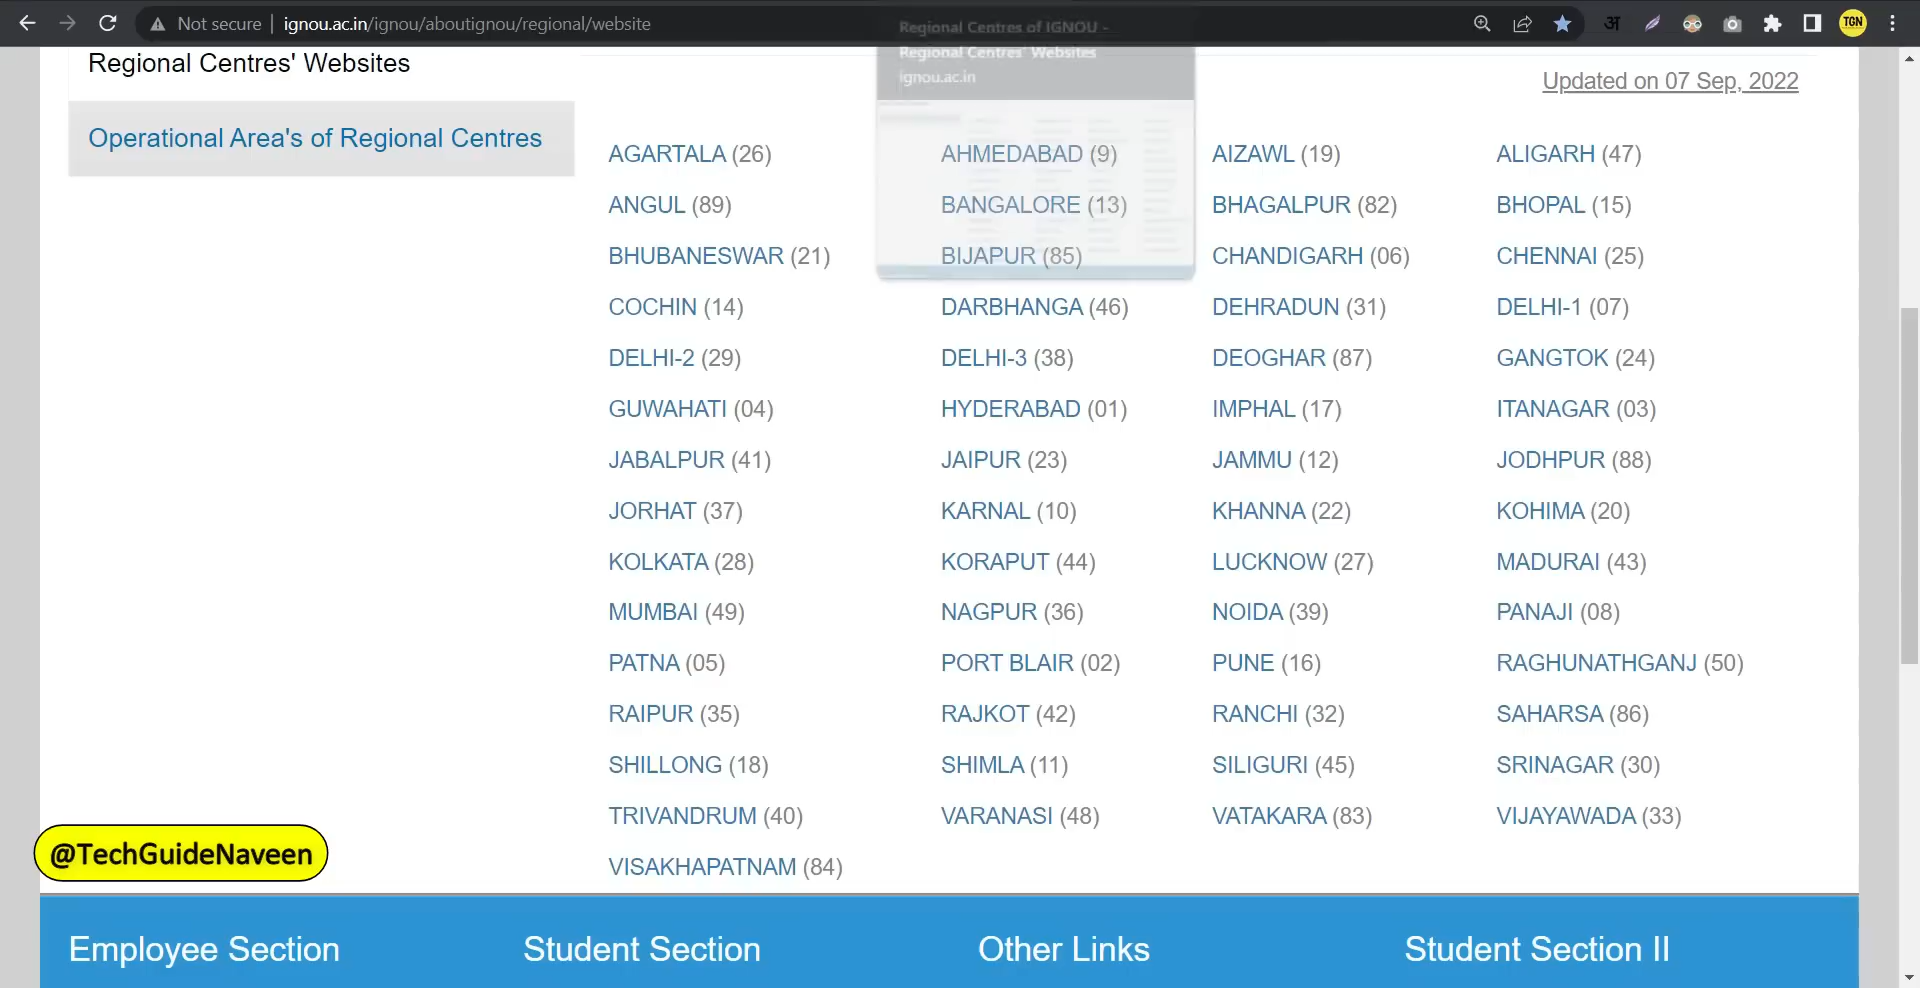 Not secure | ignou.ac.in/ignou/aboutignou/regional/website
TGN
Regional Centres of IGNOU -
Regional Centres' Websites
ignou.ac.in
Regional Centres' Websites
Updated on 07 Sep, 2022
Operational Area's of Regional Centres
AGARTALA (26) AHMEDABAD (9) AIZAWL (19) ALIGARH (47)
ANGUL (89) BANGALORE (13) BHAGALPUR (82) BHOPAL (15)
BHUBANESWAR (21) BIJAPUR (85) CHANDIGARH (06) CHENNAI (25)
COCHIN (14) DARBHANGA (46) DEHRADUN (31) DELHI-1 (07)
DELHI-2 (29) DELHI-3 (38) DEOGHAR (87) GANGTOK (24)
GUWAHATI (04) HYDERABAD (01) IMPHAL (17) ITANAGAR (03)
JABALPUR (41) JAIPUR (23) JAMMU (12) JODHPUR (88)
JORHAT (37) KARNAL (10) KHANNA (22) KOHIMA (20)
KOLKATA (28) KORAPUT (44) LUCKNOW (27) MADURAI (43)
MUMBAI (49) NAGPUR (36) NOIDA (39) PANAJI (08)
PATNA (05) PORT BLAIR (02) PUNE (16) RAGHUNATHGANJ (50)
RAIPUR (35) RAJKOT (42) RANCHI (32) SAHARSA (86)
SHILLONG (18) SHIMLA (11) SILIGURI (45) SRINAGAR (30)
TRIVANDRUM (40) VARANASI (48) VATAKARA (83) VIJAYAWADA (33)
VISAKHAPATNAM (84)
@TechGuideNaveen
Employee Section Student Section Other Links Student Section II